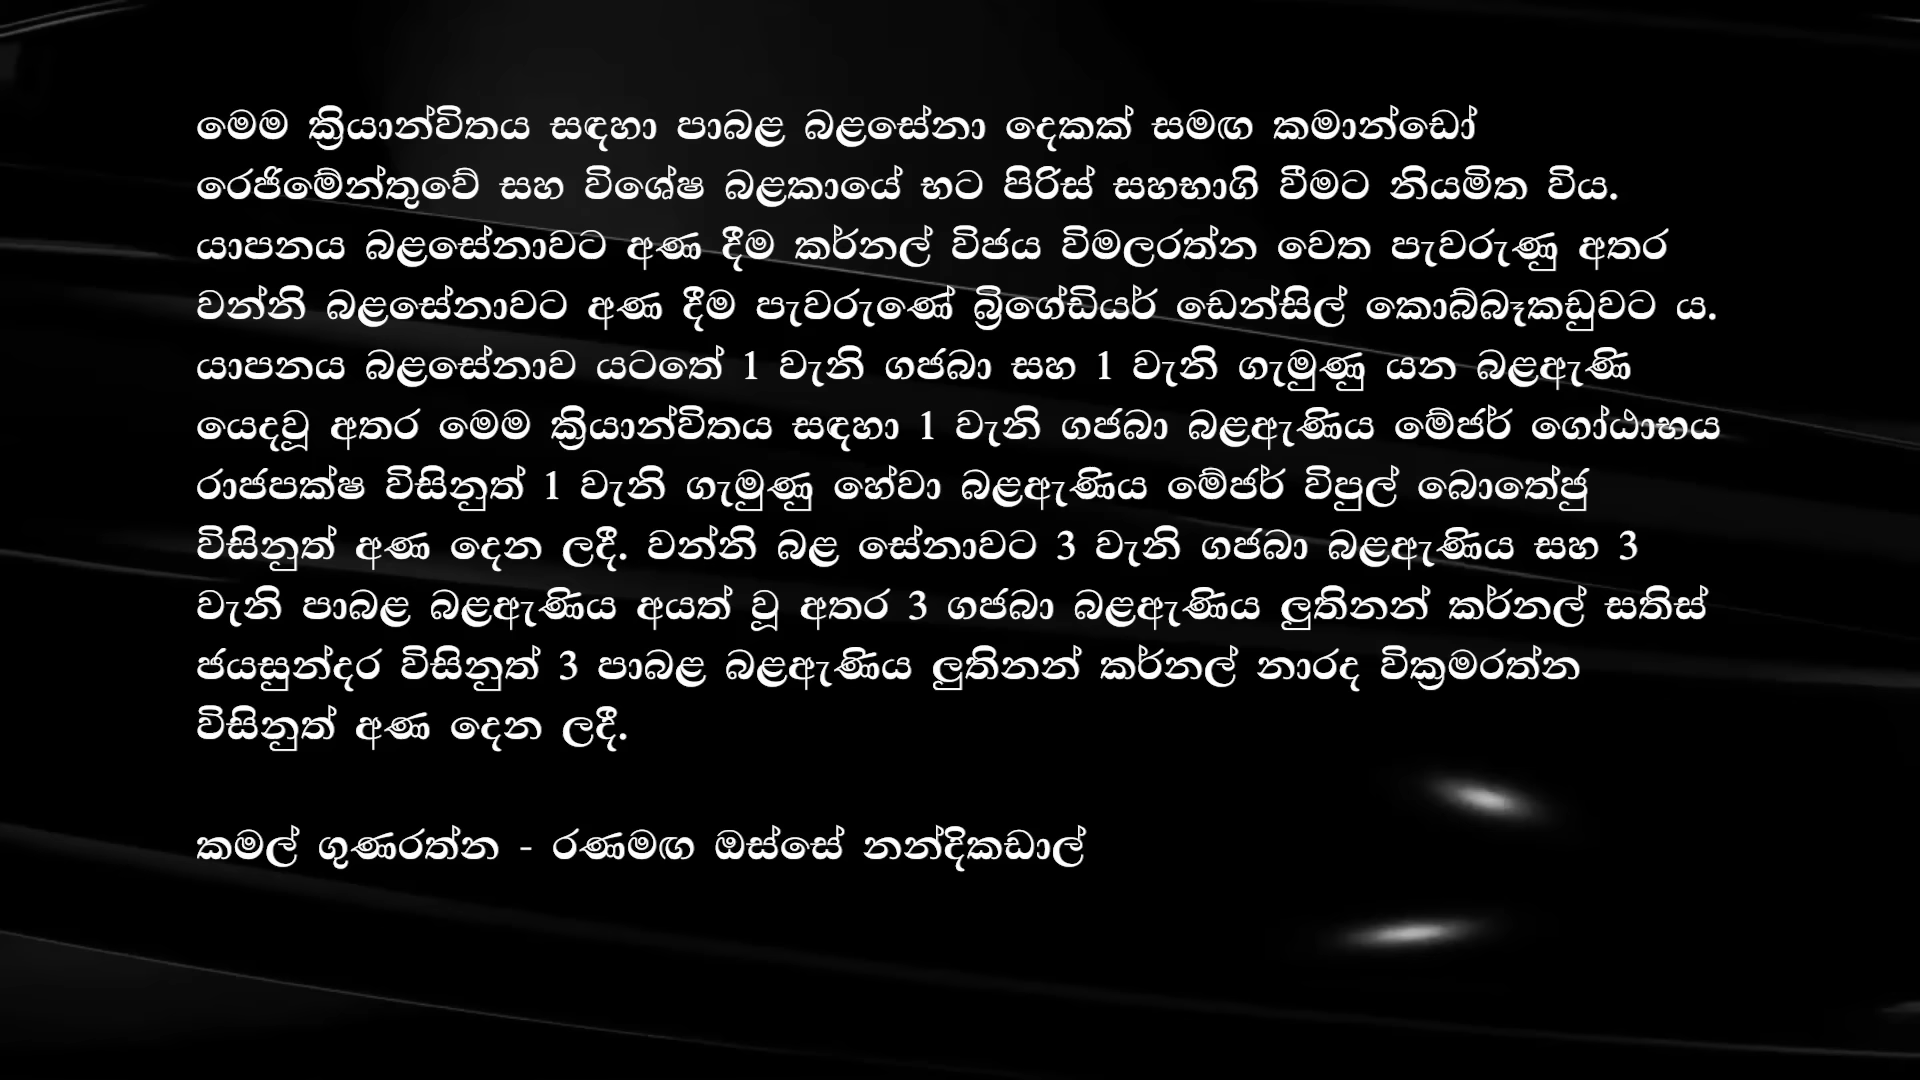 මෙම ක්‍රියාන්විතය සඳහා පාබළ බළසේනා දෙකක් සමඟ කමාන්ඩෝ
රෙජිමේන්තුවේ සහ විශේෂ බළකායේ භට පිරිස් සහභාගි වීමට නියමිත විය.
යාපනය බළසේනාවට අණ දීම කර්නල් විජය විමලරත්න වෙත පැවරුණු අතර
වන්නි බළසේනාවට අණ දීම පැවරුණේ බ්‍රිගේඩියර් ඩෙන්සිල් කොබ්බෑකඩුවට ය.
යාපනය බළසේනාව යටතේ 1 වැනි ගජබා සහ 1 වැනි ගැමුණු යන බළඇණි
යෙදවූ අතර මෙම ක්‍රියාන්විතය සඳහා 1 වැනි ගජබා බළඇණිය මේජර් ගෝඨාභය
රාජපක්ෂ විසිනුත් 1 වැනි ගැමුණු හේවා බළඇණිය මේජර් විපුල් බොතේජු
විසිනුත් අණ දෙන ලදී. වන්නි බළ සේනාවට 3 වැනි ගජබා බළඇණිය සහ 3
වැනි පාබළ බළඇණිය අයත් වූ අතර 3 ගජබා බළඇණිය ලුතිනන් කර්නල් සතිස්
ජයසුන්දර විසිනුත් 3 පාබළ බළඇණිය ලුතිනන් කර්නල් නාරද වික්‍රමරත්න
විසිනුත් අණ දෙන ලදී.
කමල් ගුණරත්න - රණමඟ ඔස්සේ නන්දිකඩාල්